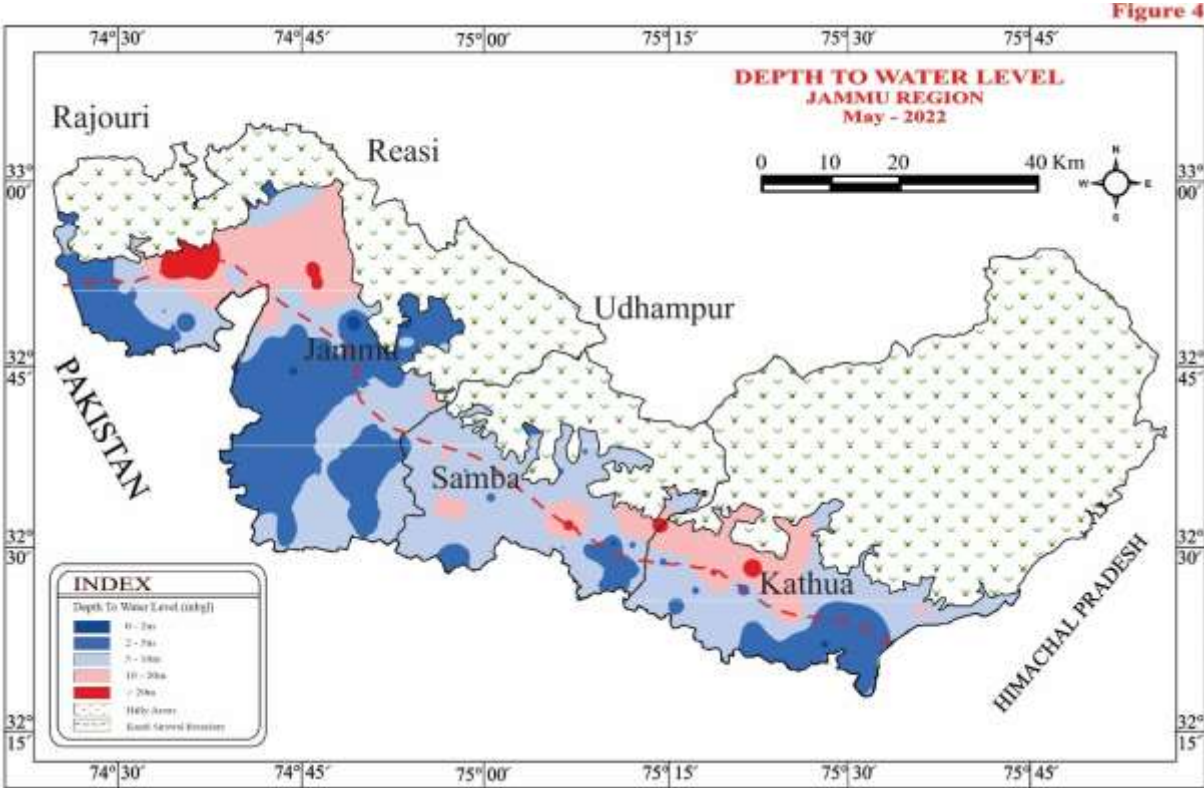 Figure 4
74°30' 74°45' 75°00' 75°15' 75°30' 75°45'
DEPTH TO WATER LEVEL
JAMMU REGION
May - 2022
Rajouri
Reasi
0 10 20 40 Km
N
W E
S
33°
00'
33°
00'
Udhampur
Jammu
32°
45'
32°
45'
PAKISTAN
Samba
32°
30'
32°
30'
Kathua
HIMACHAL PRADESH
INDEX
Depth To Water Level (mbgl)
0 - 2m
2 - 5m
5 - 10m
10 - 20m
> 20m
Hilly Areas
Kandi Sirowal Boundary
32°
15'
32°
15'
74°30' 74°45' 75°00' 75°15' 75°30' 75°45'